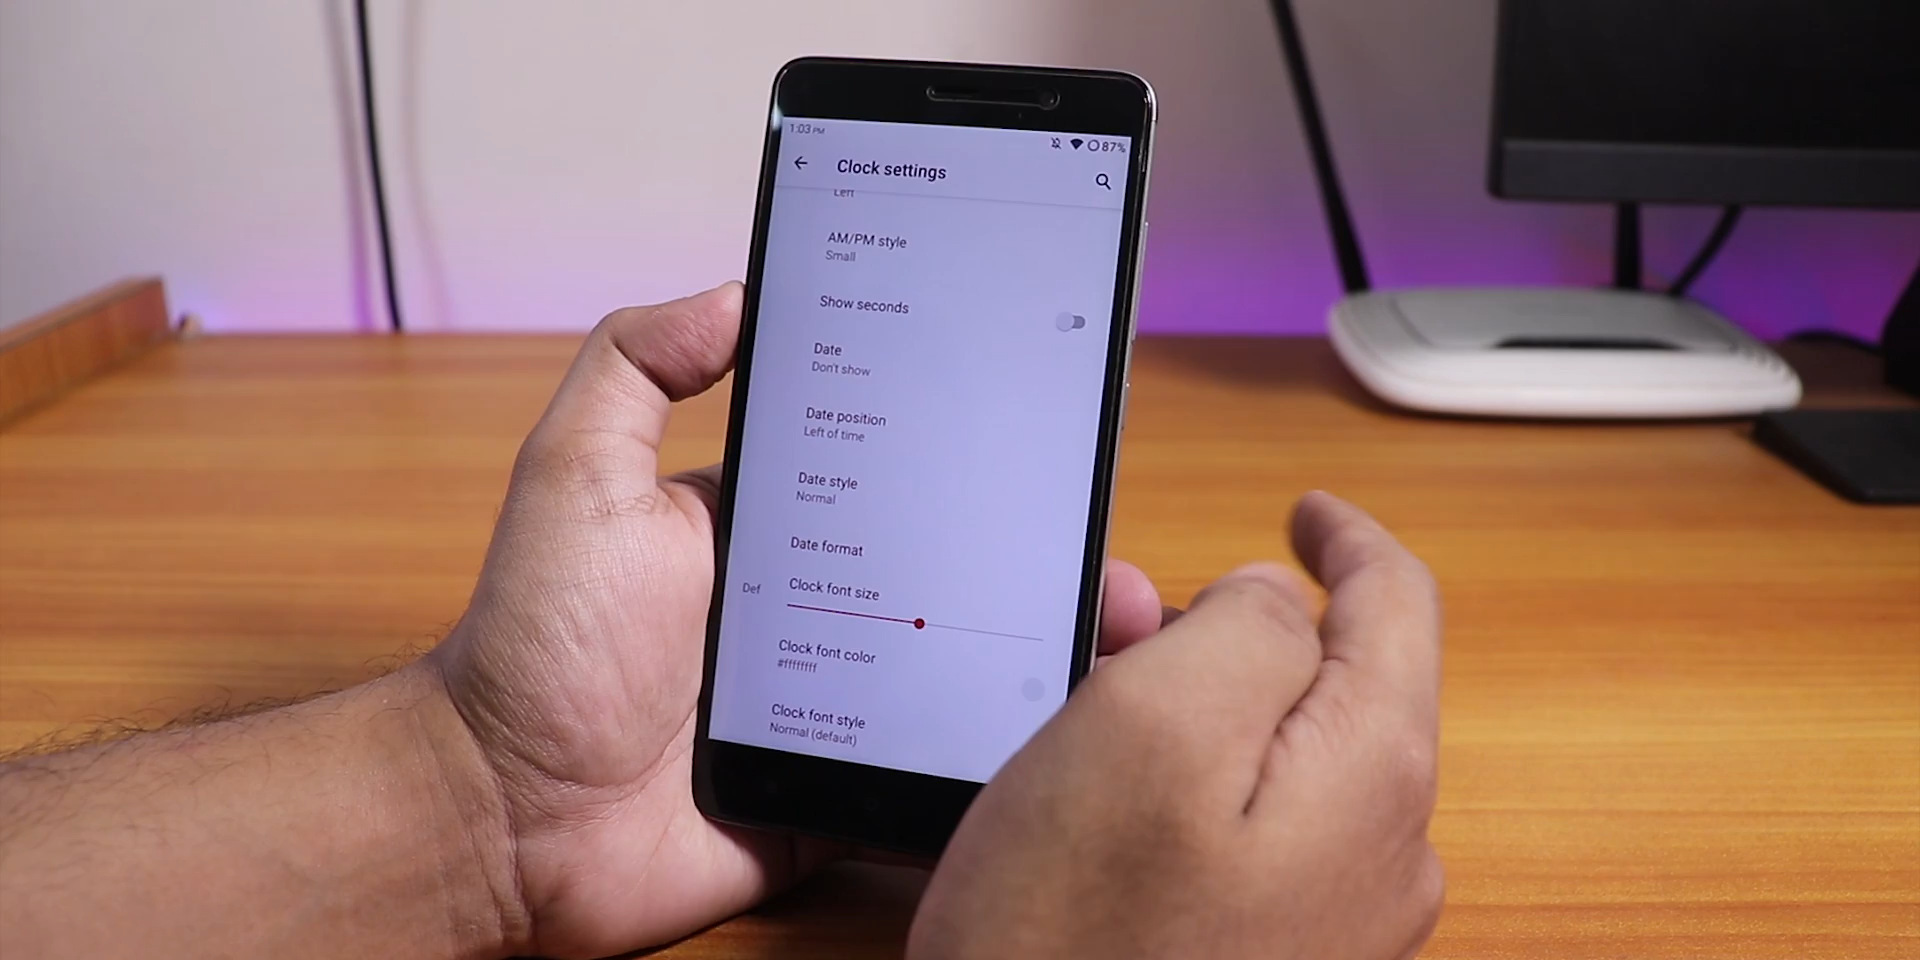 1:03 PM
87%
Clock settings
Left
AM/PM style
Small
Show seconds
Date
Don't show
Date position
Left of time
Date style
Normal
Date format
Def
Clock font size
Clock font color
#ffffffff
Clock font style
Normal (default)